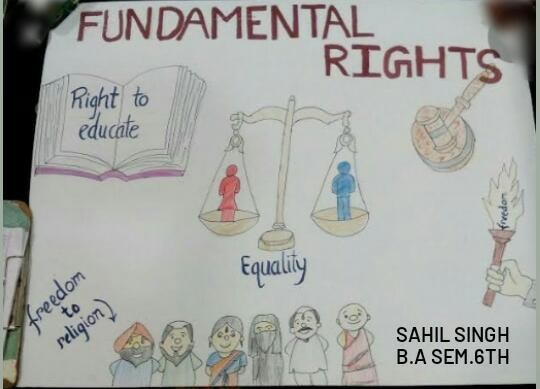 FUNDAMENTAL
RIGHTS
Right to
educate
freedom
Equality
freedom
to
religion
SAHIL SINGH
B.A SEM.6TH